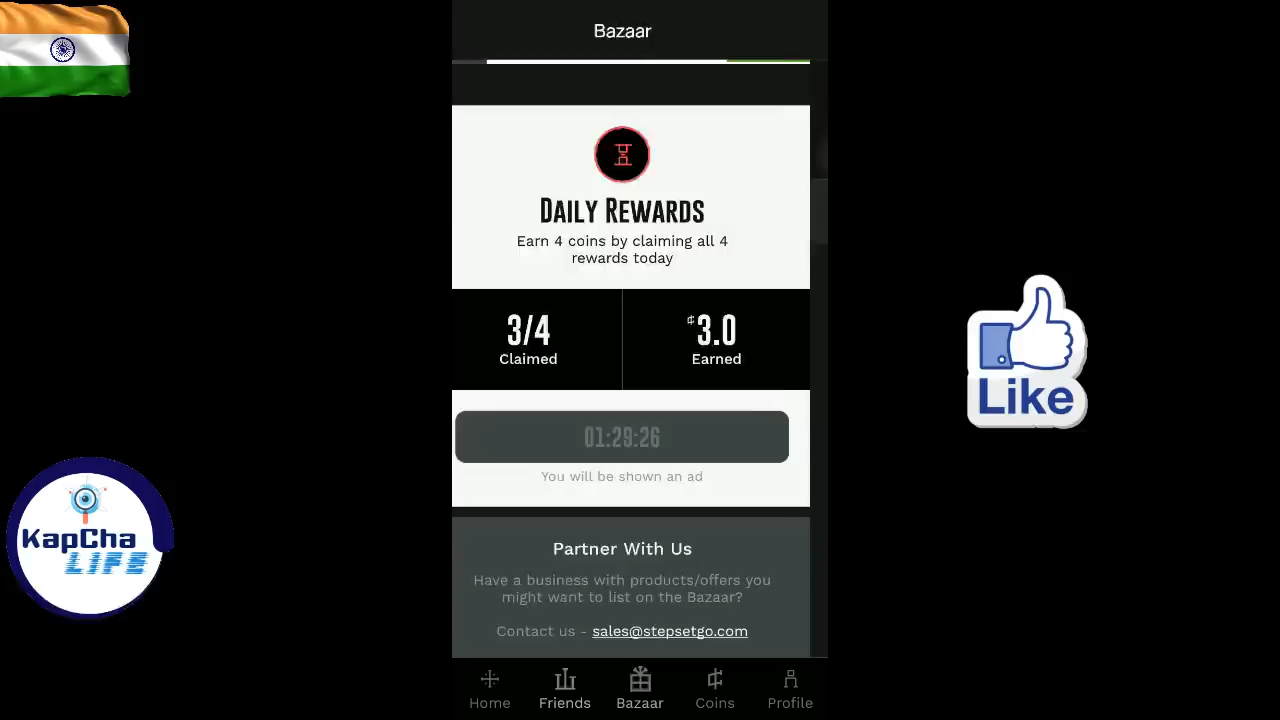 Bazaar
DAILY REWARDS
Earn 4 coins by claiming all 4
rewards today
3/4
Claimed
¢3.0
Earned
01:29:26
You will be shown an ad
Partner With Us
Have a business with products/offers you
might want to list on the Bazaar?
Contact us - sales@stepsetgo.com
Home
Friends
Bazaar
Coins
Profile
Like
KapCha
LIFE